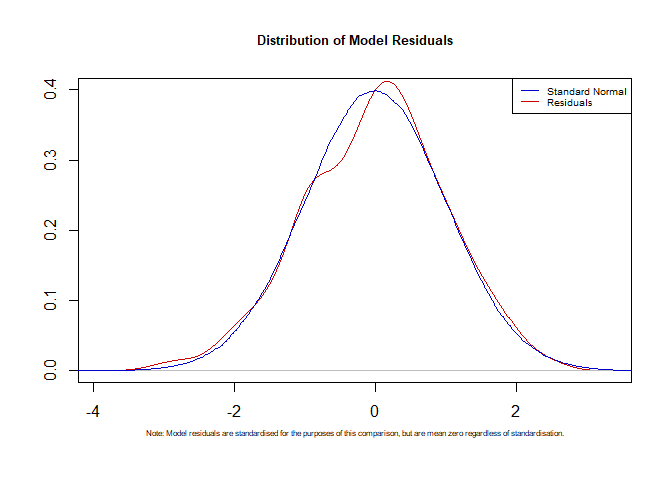 Distribution of Model Residuals
Standard Normal
Residuals
0.4
0.3
0.2
0.1
0.0
-4 -2 0 2
Note: Model residuals are standardised for the purposes of this comparison, but are mean zero regardless of standardisation.